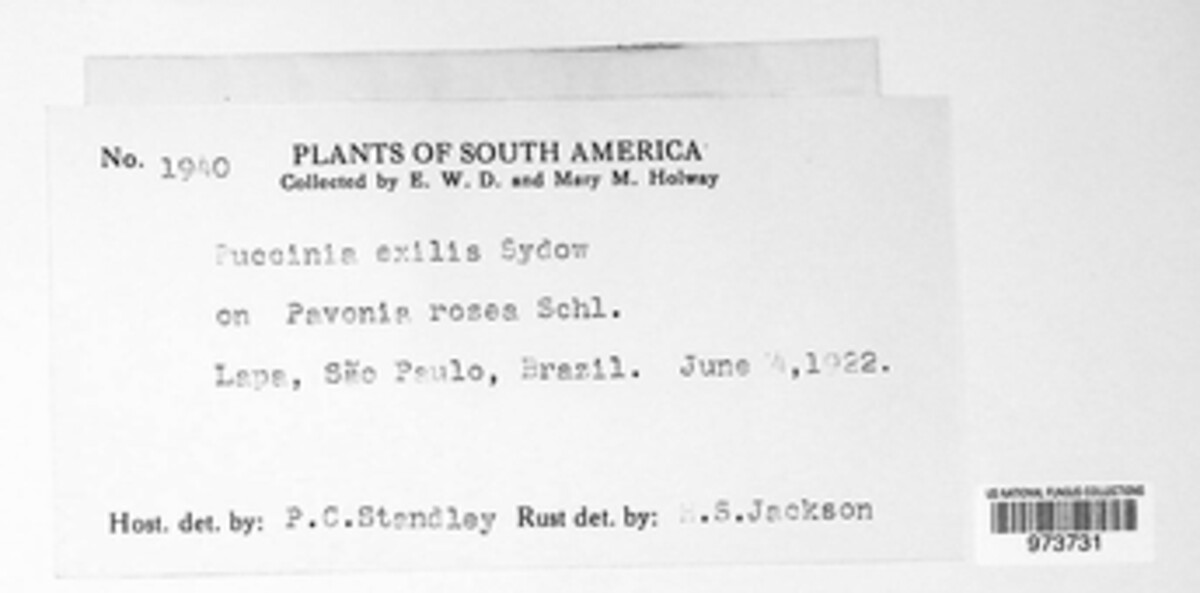 No. 1940 PLANTS OF SOUTH AMERICA
Collected by E. W. D. and Mary M. Holway
Puccinia exilis Sydow
on Pavonia rosea Schl.
Lapa, São Paulo, Brazil. June ,1922.
Host. det. by: P.C.Standley Rust det. by: H.S.Jackson
US NATIONAL FUNGUS COLLECTIONS
973731